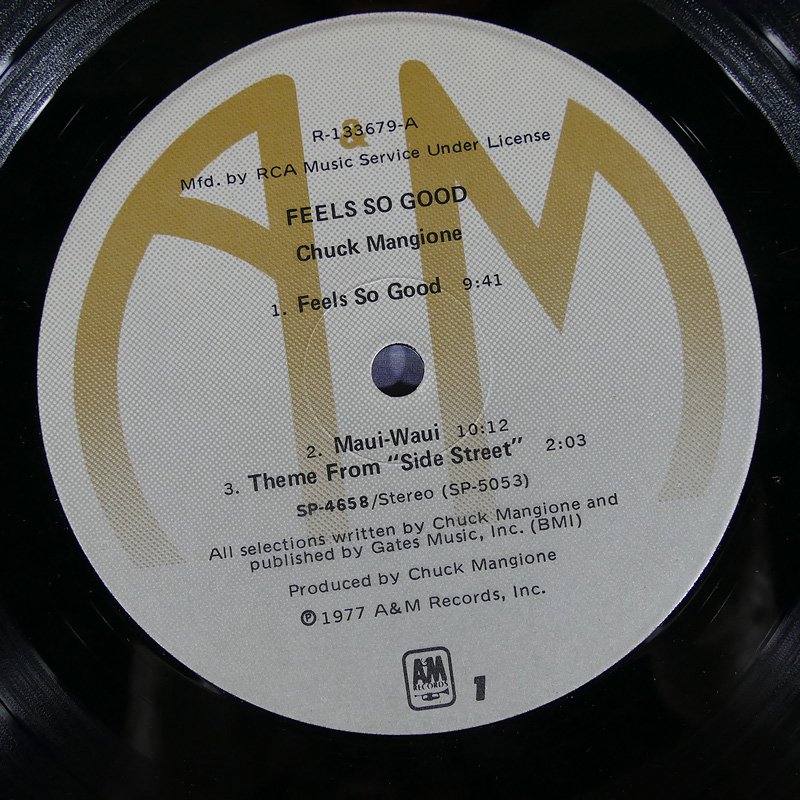 A&M
R-133679-A
Mfd. by RCA Music Service Under License
FEELS SO GOOD
Chuck Mangione
1. Feels So Good 9:41
2. Maui-Waui 10:12
3. Theme From "Side Street" 2:03
SP-4658/Stereo (SP-5053)
All selections written by Chuck Mangione and
published by Gates Music, Inc. (BMI)
Produced by Chuck Mangione
℗ 1977 A&M Records, Inc.
A&M
RECORDS
1